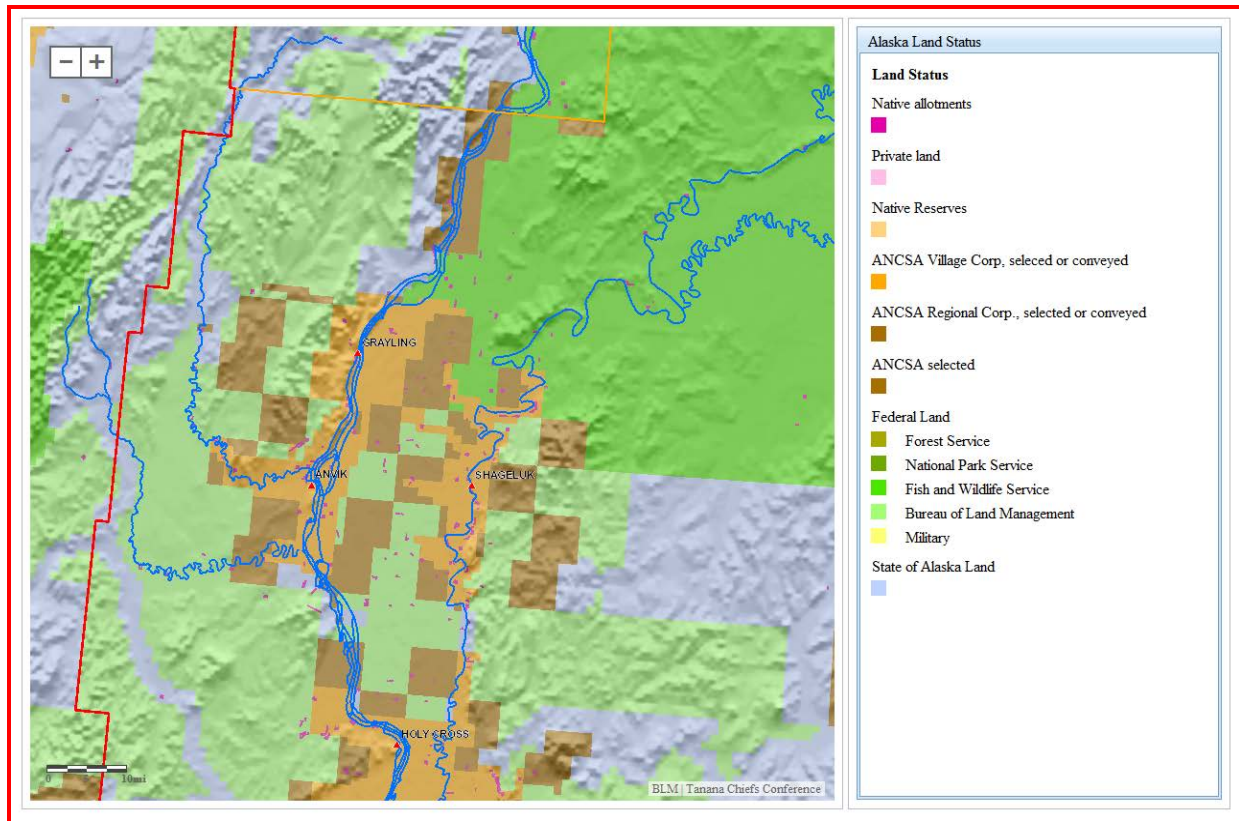 − +
GRAYLING
ANVIK
SHAGELUK
HOLY CROSS
0 5 10mi
BLM | Tanana Chiefs Conference
Alaska Land Status
Land Status
Native allotments
Private land
Native Reserves
ANCSA Village Corp, seleced or conveyed
ANCSA Regional Corp., selected or conveyed
ANCSA selected
Federal Land
Forest Service
National Park Service
Fish and Wildlife Service
Bureau of Land Management
Military
State of Alaska Land